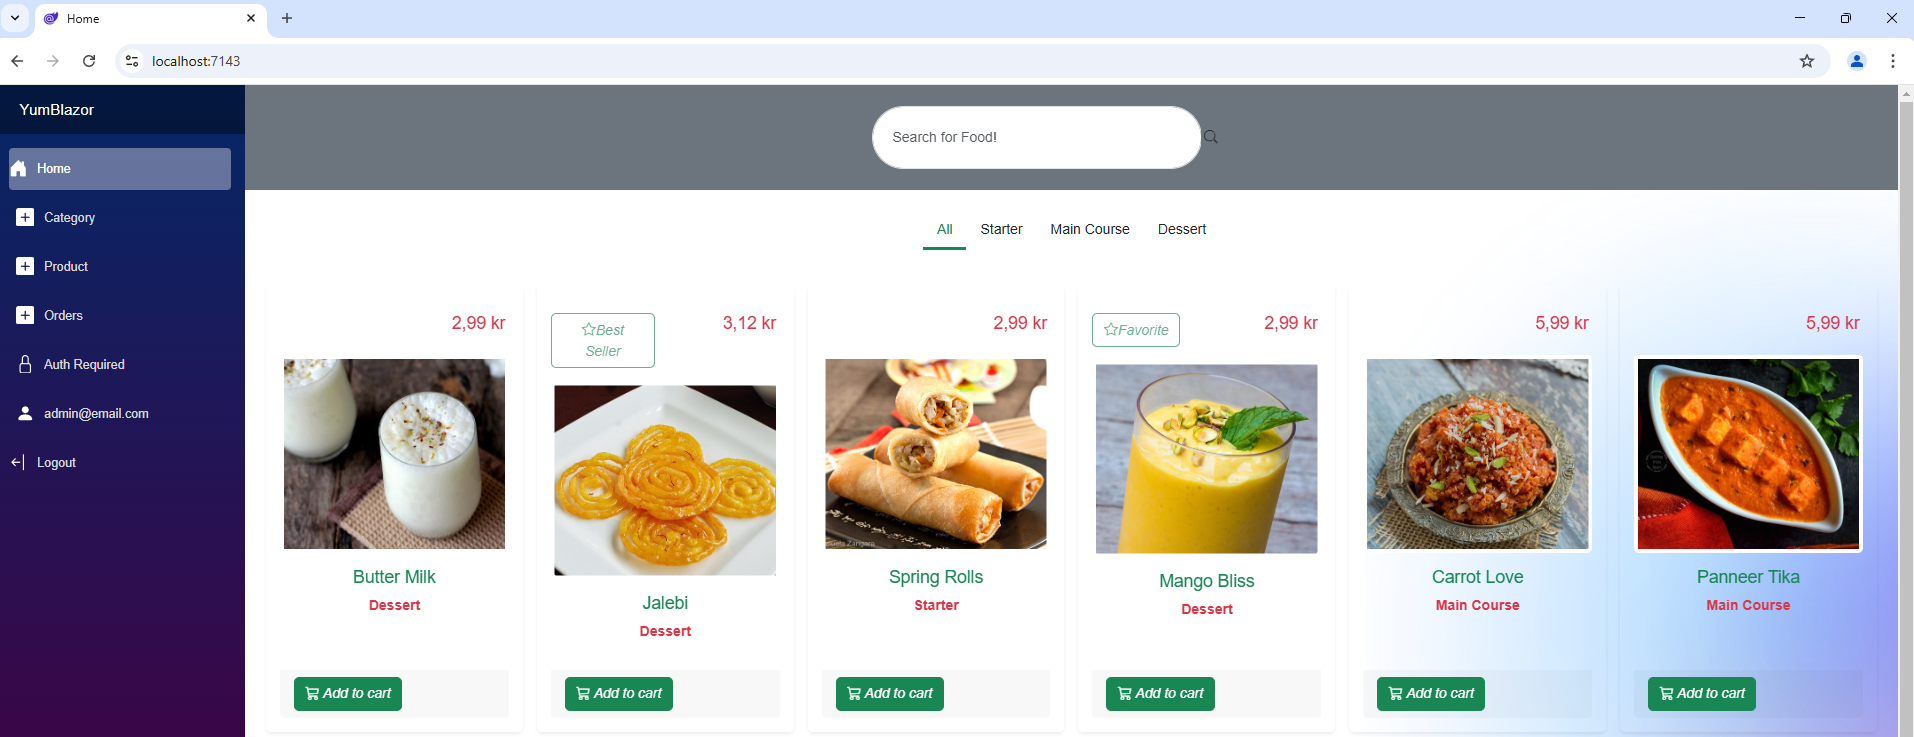 Home
localhost:7143
YumBlazor
Home
Category
Product
Orders
Auth Required
admin@email.com
Logout
Search for Food!
All Starter Main Course Dessert
2,99 kr
Butter Milk
Dessert
Add to cart
Best
Seller
3,12 kr
Jalebi
Dessert
Add to cart
2,99 kr
Spring Rolls
Starter
Add to cart
Favorite
2,99 kr
Mango Bliss
Dessert
Add to cart
5,99 kr
Carrot Love
Main Course
Add to cart
5,99 kr
Panneer Tika
Main Course
Add to cart